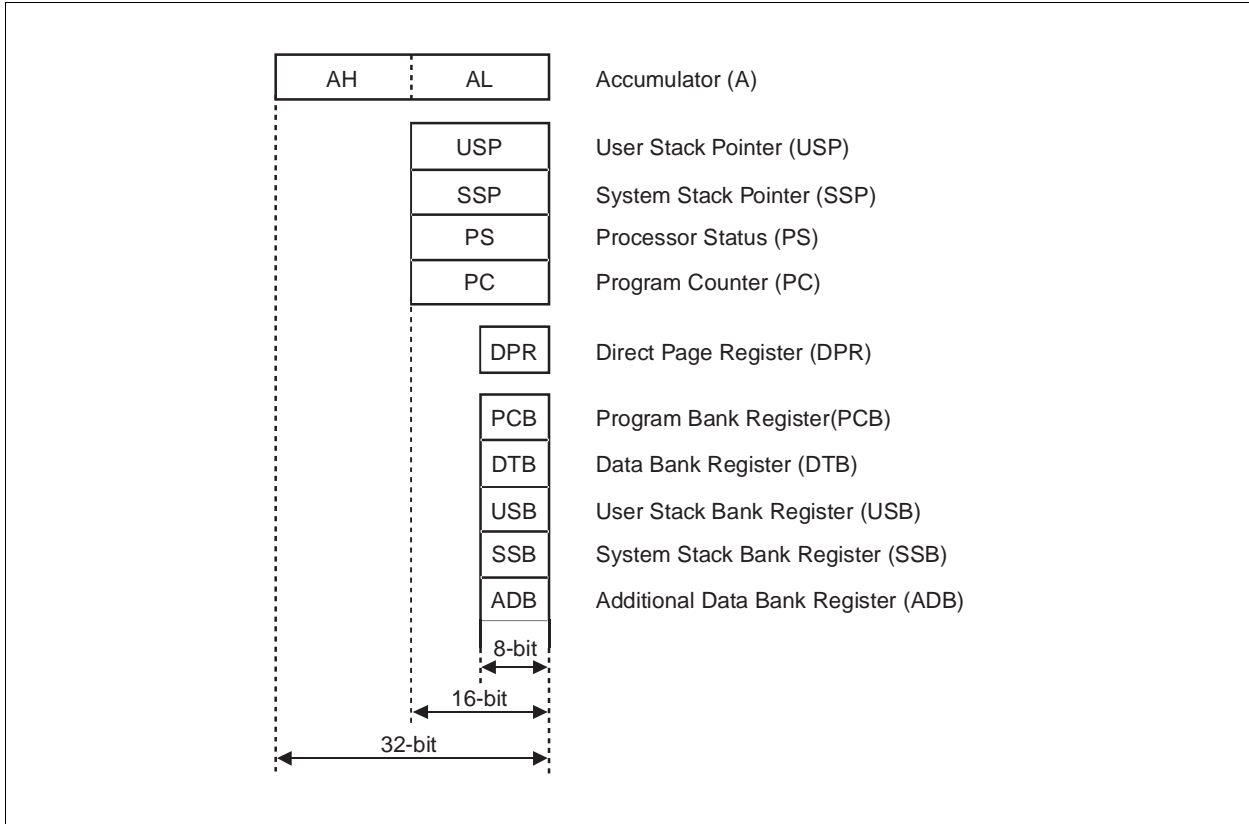 AH AL Accumulator (A)
USP User Stack Pointer (USP)
SSP System Stack Pointer (SSP)
PS Processor Status (PS)
PC Program Counter (PC)
DPR Direct Page Register (DPR)
PCB Program Bank Register(PCB)
DTB Data Bank Register (DTB)
USB User Stack Bank Register (USB)
SSB System Stack Bank Register (SSB)
ADB Additional Data Bank Register (ADB)
8-bit
16-bit
32-bit